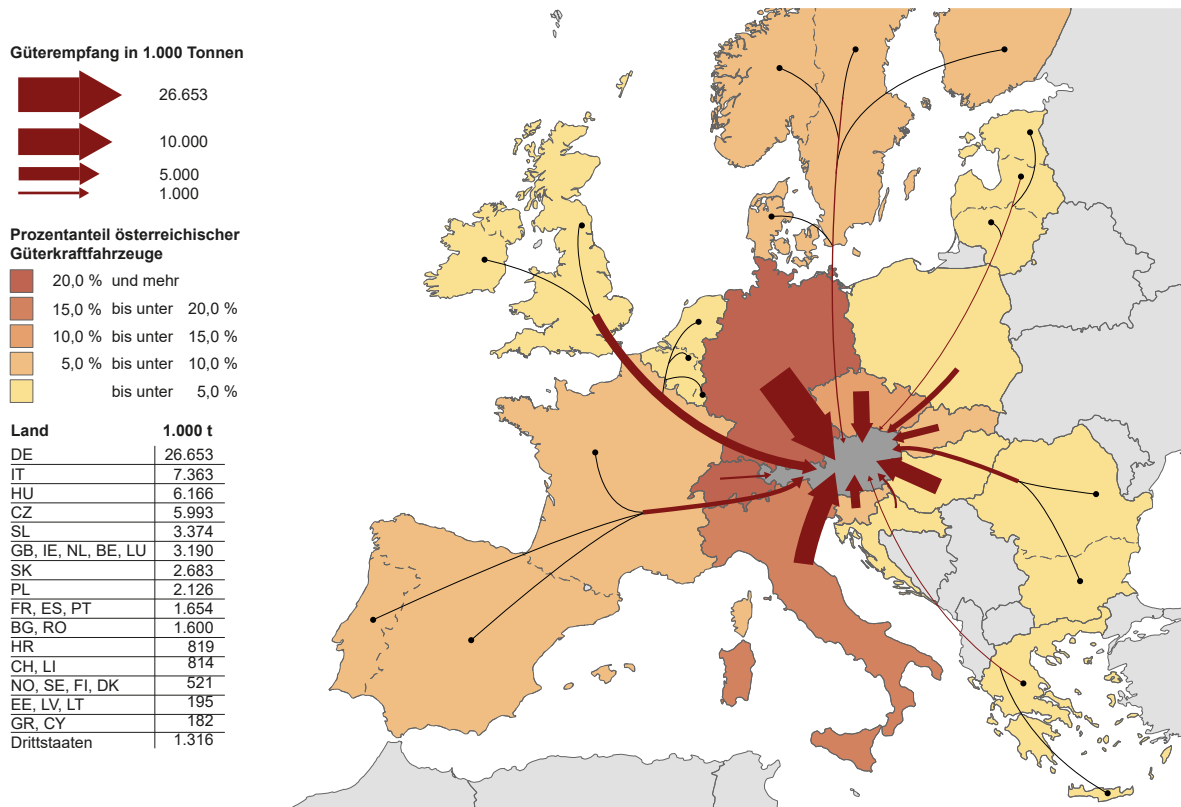 Güterempfang in 1.000 Tonnen
26.653
10.000
5.000
1.000
Prozentanteil österreichischer
Güterkraftfahrzeuge
20,0 % und mehr
15,0 % bis unter 20,0 %
10,0 % bis unter 15,0 %
5,0 % bis unter 10,0 %
bis unter 5,0 %
Land 1.000 t
DE 26.653
IT 7.363
HU 6.166
CZ 5.993
SL 3.374
GB, IE, NL, BE, LU 3.190
SK 2.683
PL 2.126
FR, ES, PT 1.654
BG, RO 1.600
HR 819
CH, LI 814
NO, SE, FI, DK 521
EE, LV, LT 195
GR, CY 182
Drittstaaten 1.316